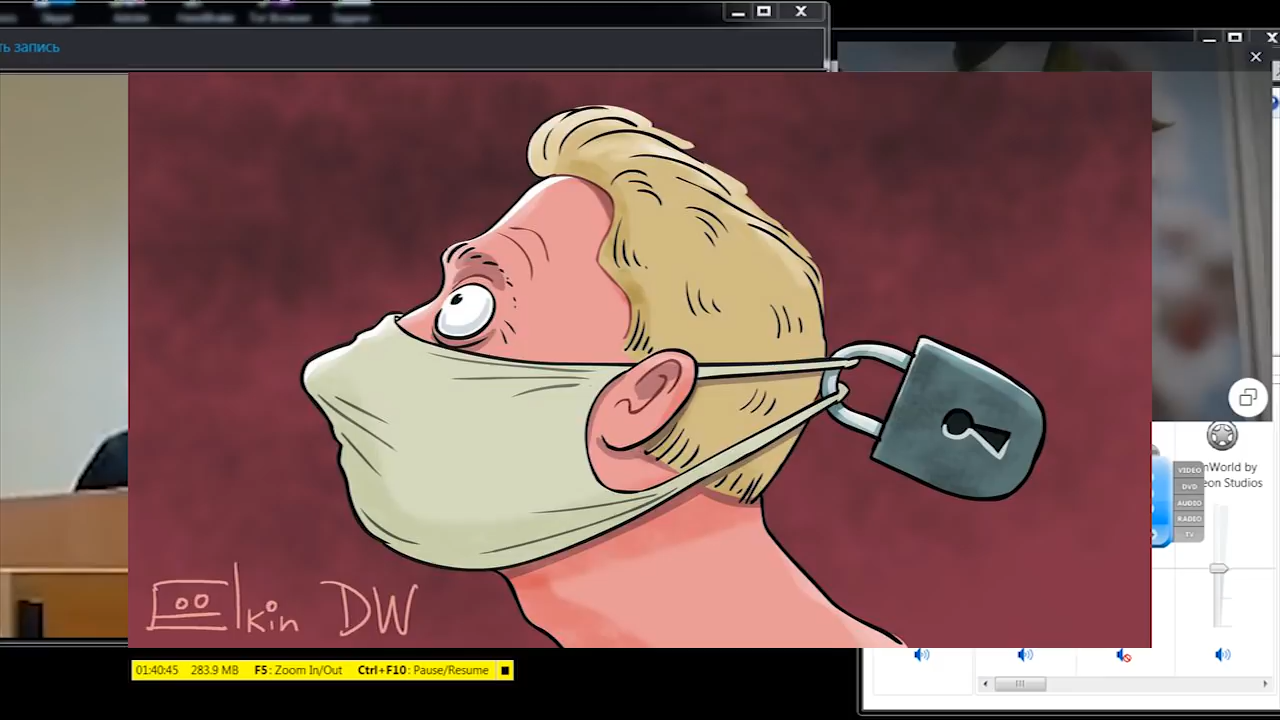 ть запись
nWorld by
eon Studios
VIDEO
DVD
AUDIO
RADIO
TV
Elkin DW
01:40:45 283.9 MB F5: Zoom In/Out Ctrl+F10: Pause/Resume